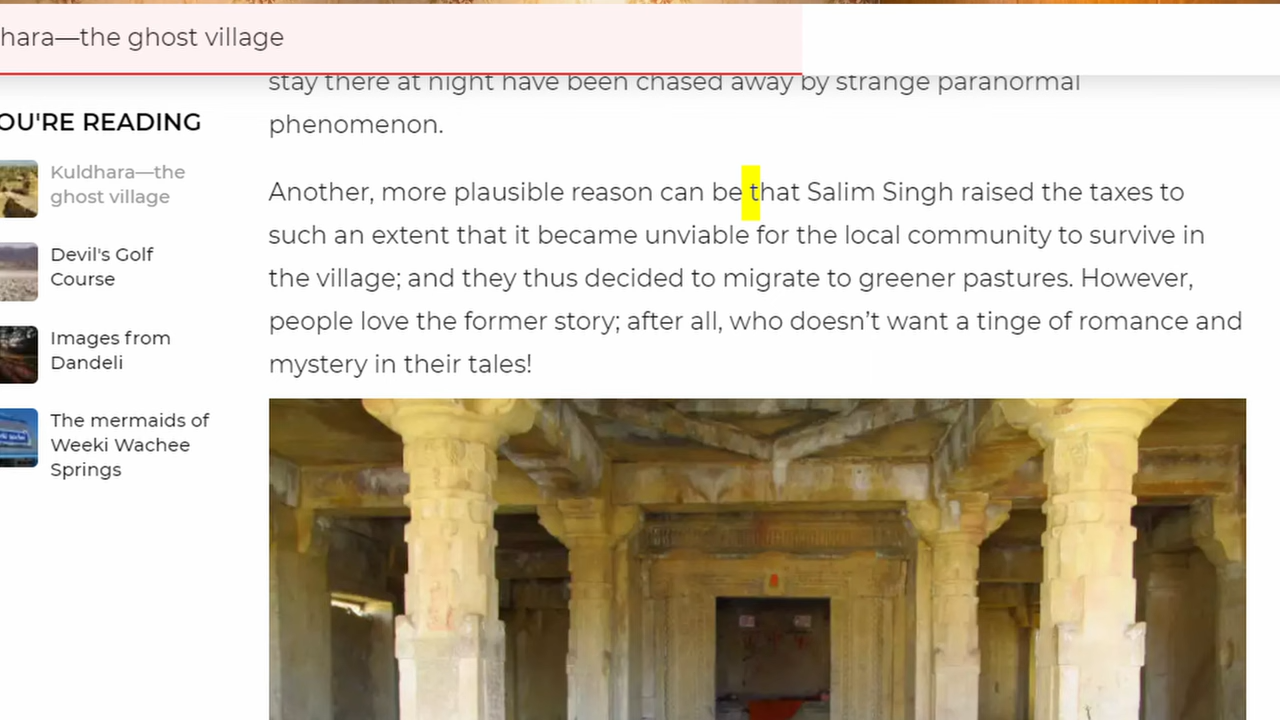 hara—the ghost village
stay there at night have been chased away by strange paranormal
phenomenon.
OU'RE READING
Kuldhara—the
ghost village
Devil's Golf
Course
Images from
Dandeli
The mermaids of
Weeki Wachee
Springs
Another, more plausible reason can be that Salim Singh raised the taxes to
such an extent that it became unviable for the local community to survive in
the village; and they thus decided to migrate to greener pastures. However,
people love the former story; after all, who doesn’t want a tinge of romance and
mystery in their tales!